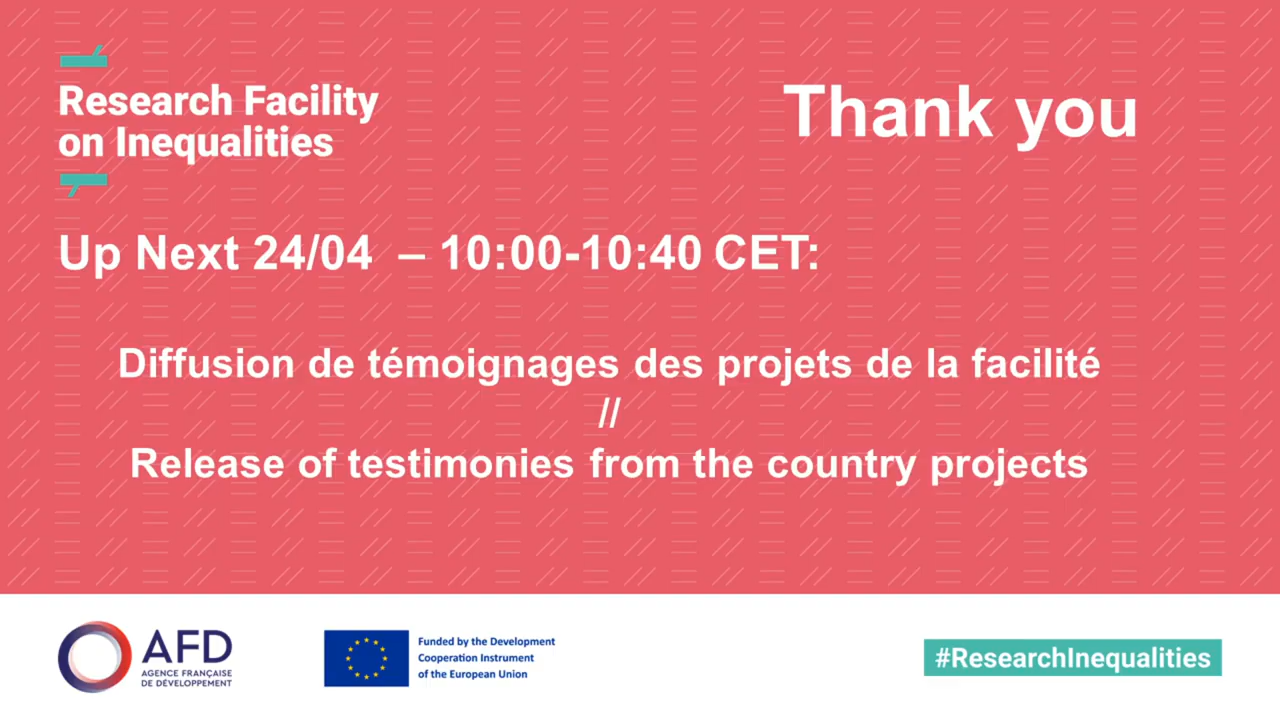 Research Facility
on Inequalities
Thank you
Up Next 24/04 – 10:00-10:40 CET:
Diffusion de témoignages des projets de la facilité
//
Release of testimonies from the country projects
AFD
AGENCE FRANÇAISE
DE DÉVELOPPEMENT
Funded by the Development
Cooperation Instrument
of the European Union
#ResearchInequalities